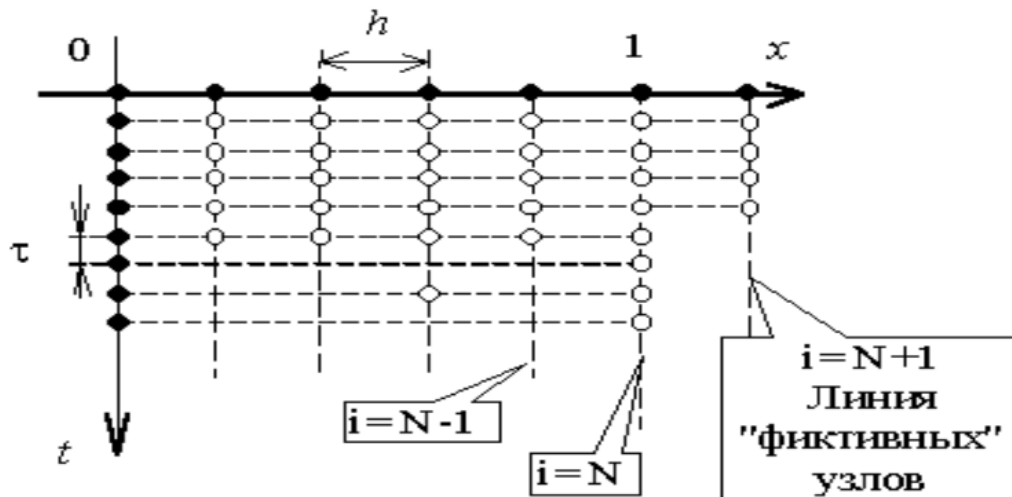 0
h
1
x
τ
t
i=N-1
i=N
i=N+1
Линия
"фиктивных"
узлов